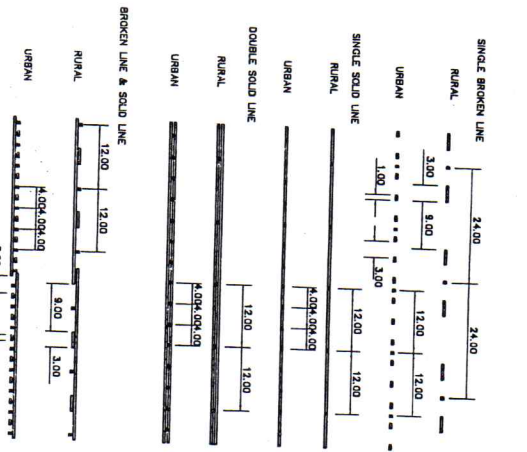 SINGLE BROKEN LINE
RURAL
24.00 24.00
3.00 9.00
URBAN
12.00 12.00
1.00 3.00
SINGLE SOLID LINE
RURAL
12.00 12.00
URBAN
4.00 4.00 4.00
DOUBLE SOLID LINE
RURAL
12.00 12.00
URBAN
4.00 4.00 4.00
BROKEN LINE & SOLID LINE
RURAL
12.00 12.00
9.00 3.00
URBAN
4.00 4.00 4.00